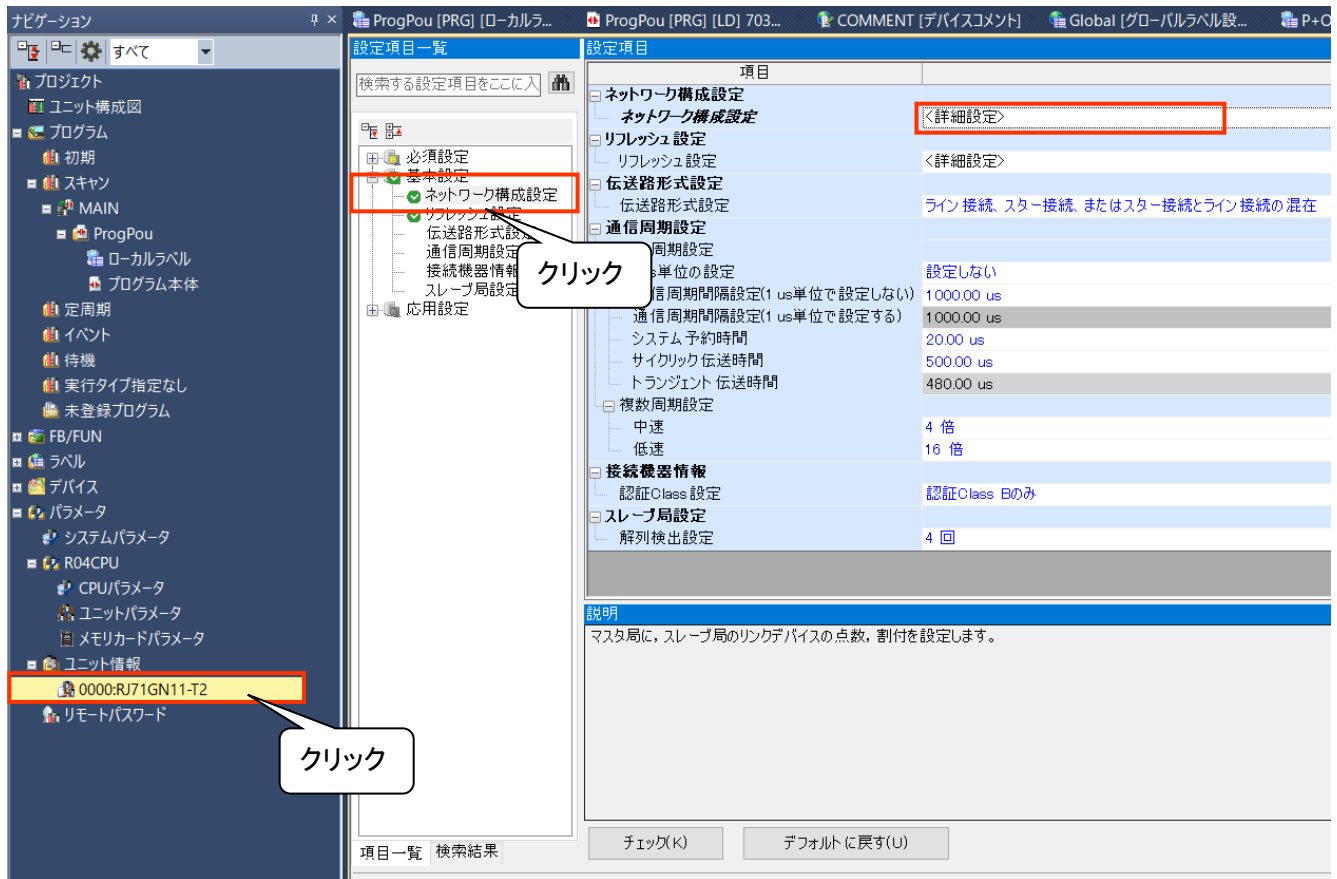 ナビゲーション
ProgPou [PRG] [ローカルラ...
ProgPou [PRG] [LD] 703...
COMMENT [デバイスコメント]
Global [グローバルラベル設...
P+O
すべて
プロジェクト
ユニット構成図
プログラム
初期
スキャン
MAIN
ProgPou
ローカルラベル
プログラム本体
定周期
イベント
待機
実行タイプ指定なし
未登録プログラム
FB/FUN
ラベル
デバイス
パラメータ
システムパラメータ
R04CPU
CPUパラメータ
ユニットパラメータ
メモリカードパラメータ
ユニット情報
0000:RJ71GN11-T2
リモートパスワード
クリック
設定項目一覧
検索する設定項目をここに入
必須設定
基本設定
ネットワーク構成設定
リフレッシュ設定
伝送路形式設定
通信周期設定
接続機器情報
スレーブ局設定
応用設定
クリック
項目一覧
検索結果
設定項目
項目
ネットワーク構成設定
ネットワーク構成設定 <詳細設定>
リフレッシュ設定
リフレッシュ設定 <詳細設定>
伝送路形式設定
伝送路形式設定 ライン接続、スター接続、またはスター接続とライン接続の混在
通信周期設定
周期設定
s単位の設定 設定しない
信周期間隔設定(1 us単位で設定しない) 1000.00 us
通信周期間隔設定(1 us単位で設定する) 1000.00 us
システム予約時間 20.00 us
サイクリック伝送時間 500.00 us
トランジェント伝送時間 480.00 us
複数周期設定
中速 4 倍
低速 16 倍
接続機器情報
認証Class設定 認証Class Bのみ
スレーブ局設定
解列検出設定 4 回
説明
マスタ局に,スレーブ局のリンクデバイスの点数,割付を設定します。
チェック(K)
デフォルトに戻す(U)